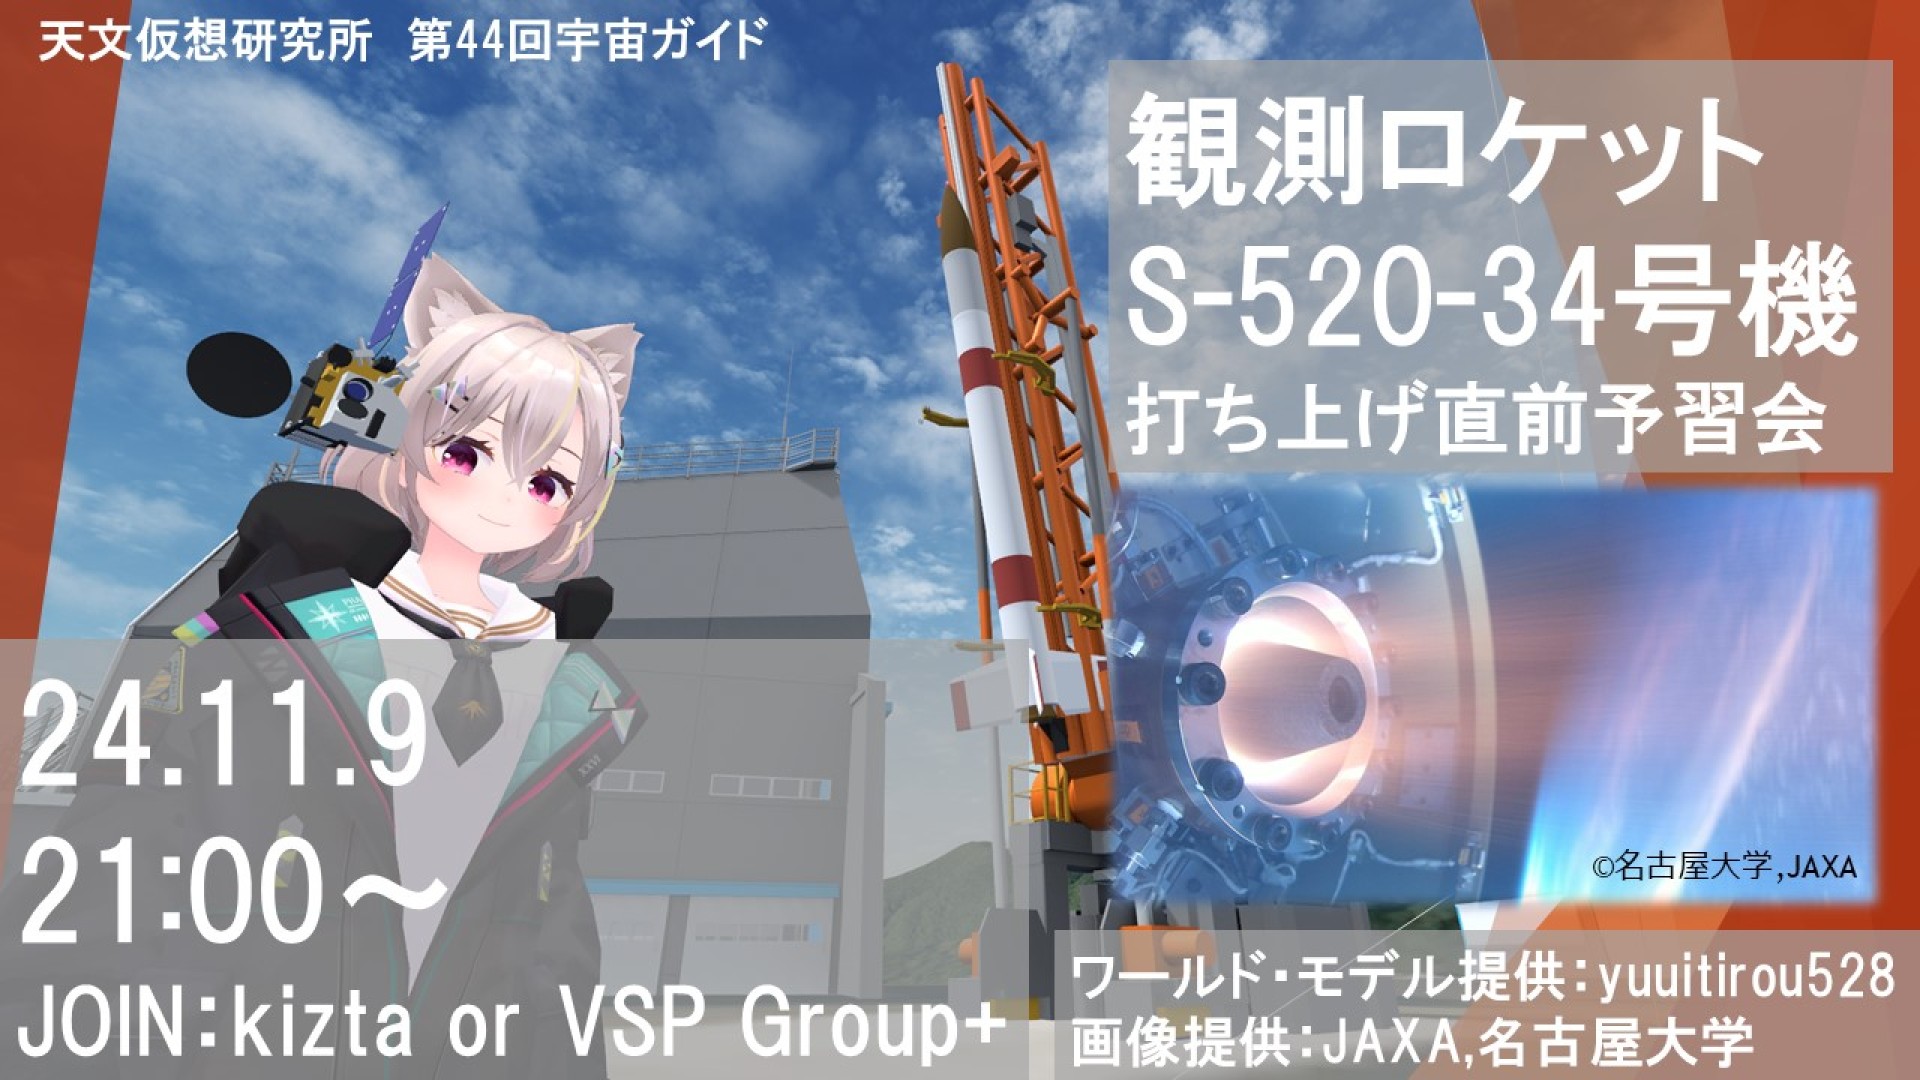 天文仮想研究所 第44回宇宙ガイド
観測ロケット
S-520-34号機
打ち上げ直前予習会
24.11.9
21:00～
JOIN:kizta or VSP Group+
©名古屋大学,JAXA
ワールド・モデル提供:yuuitirou528
画像提供:JAXA,名古屋大学
XXVI